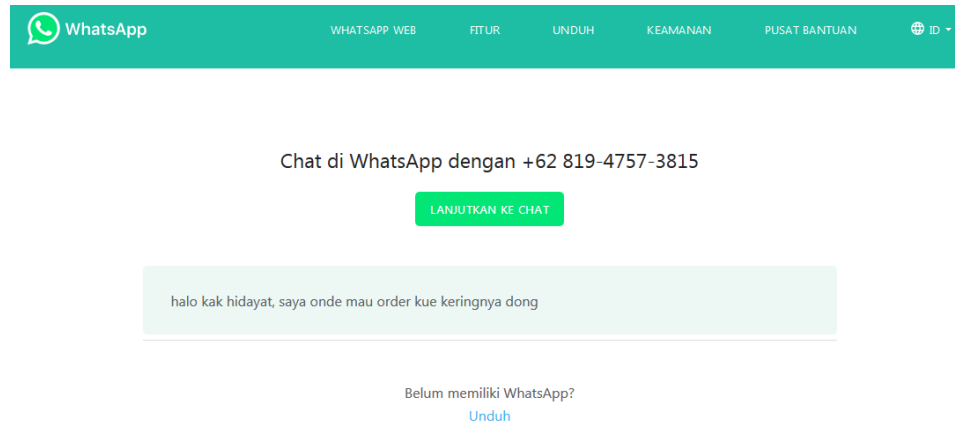 WhatsApp WHATSAPP WEB FITUR UNDUH KEAMANAN PUSAT BANTUAN ID
Chat di WhatsApp dengan +62 819-4757-3815
LANJUTKAN KE CHAT
halo kak hidayat, saya onde mau order kue keringnya dong
Belum memiliki WhatsApp?
Unduh